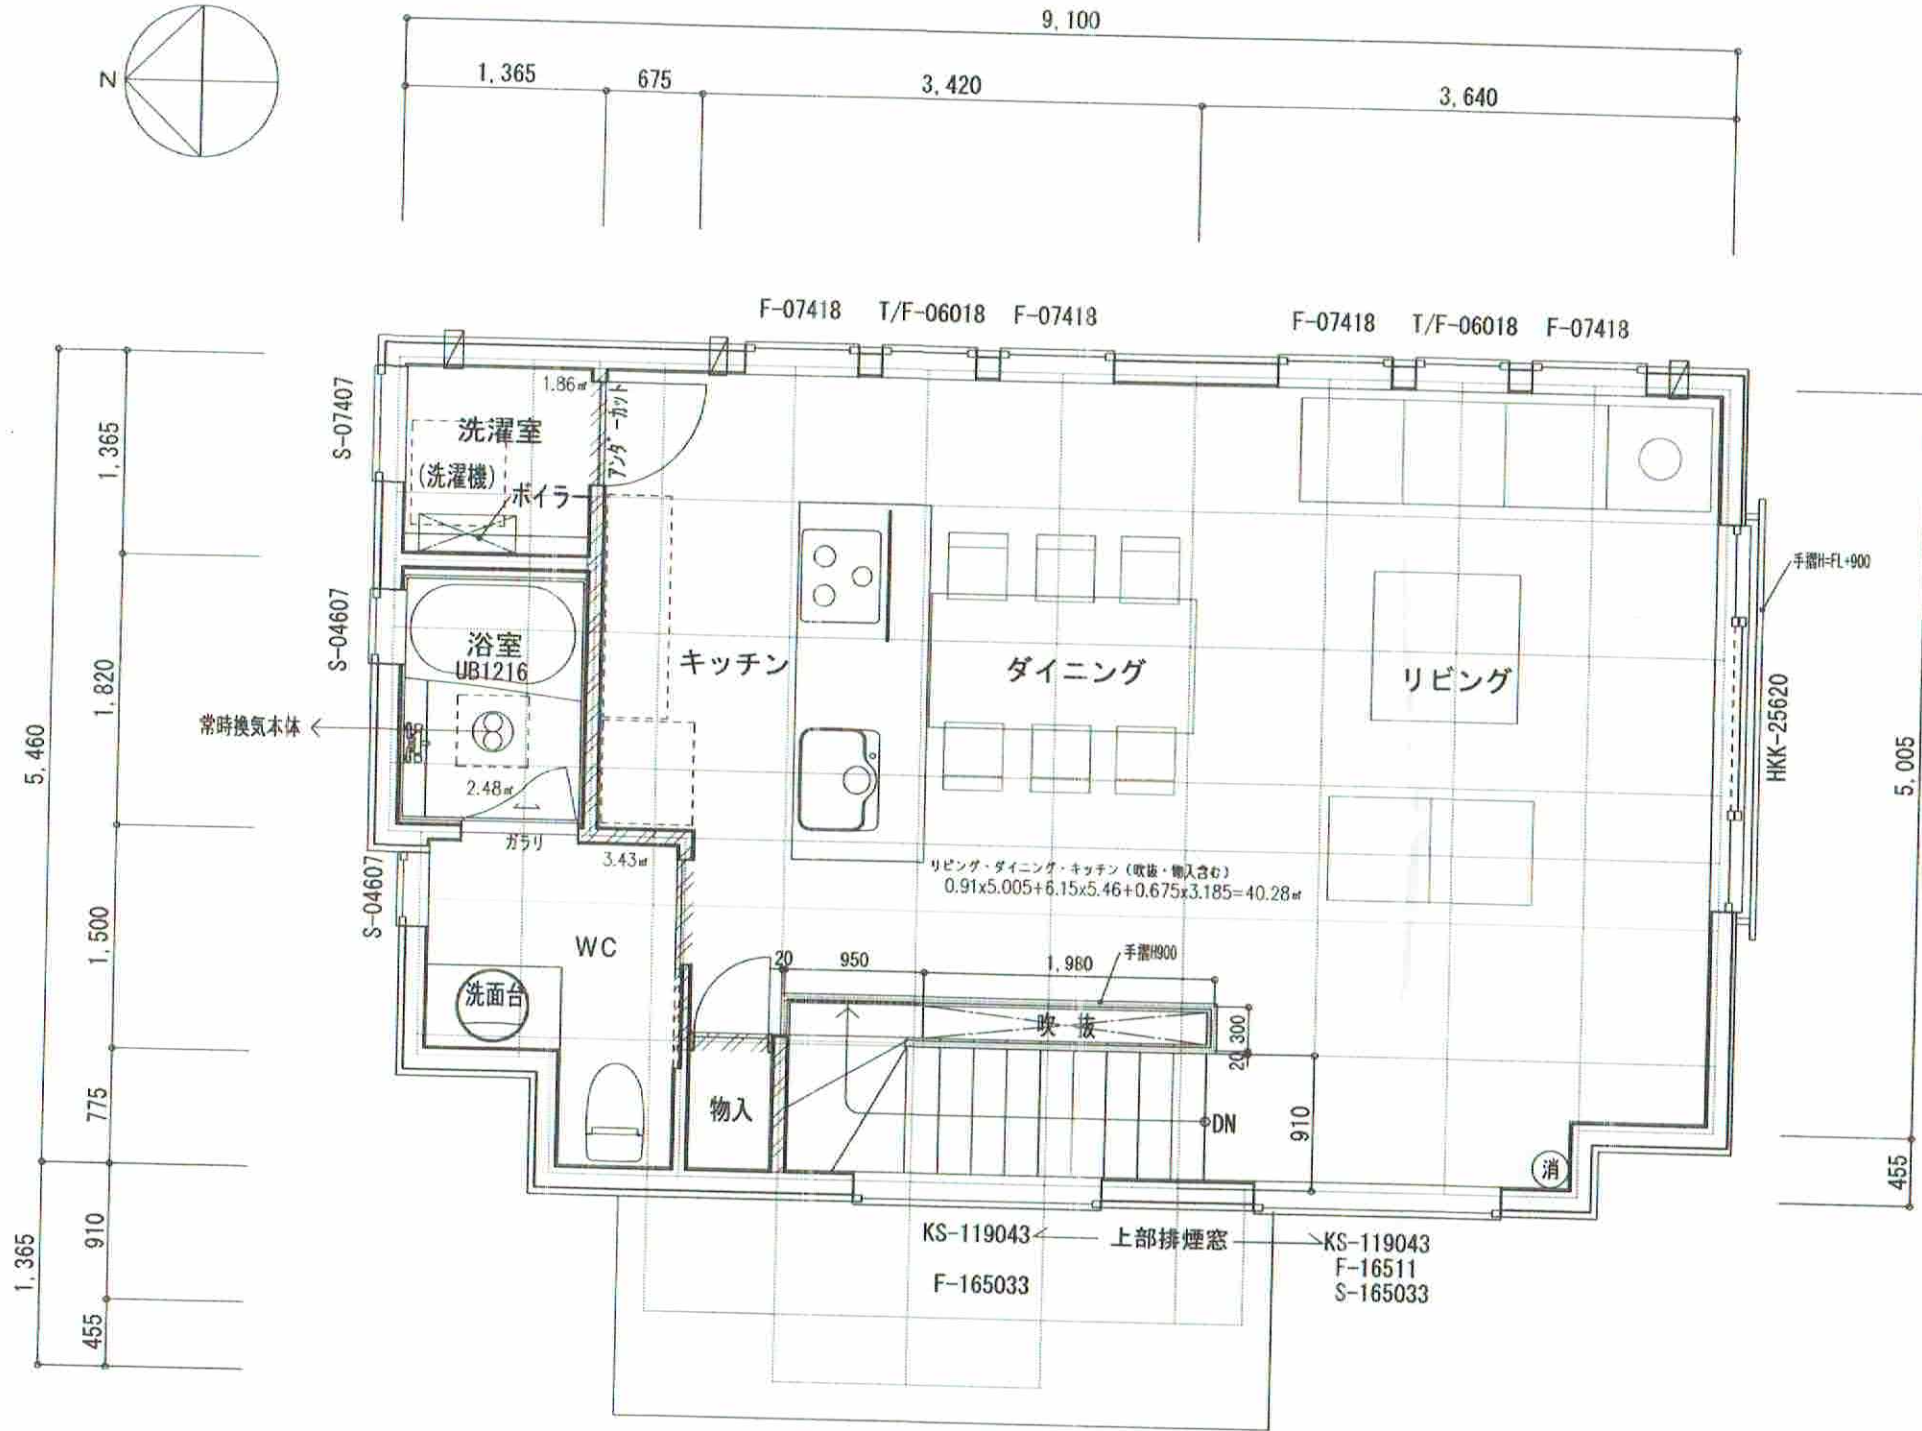 N
9,100
1,365
675
3,420
3,640
F-07418
T/F-06018
F-07418
F-07418
T/F-06018
F-07418
S-07407
1.86㎡
アンダーカット
洗濯室
(洗濯機)
ボイラー
1,365
手摺H=FL+900
S-04607
浴室
UB1216
キッチン
ダイニング
リビング
1,820
5,460
常時換気本体
HKK-25620
5,005
2.48㎡
ガラリ
3.43㎡
リビング・ダイニング・キッチン（吹抜・物入含む）
0.91x5.005+6.15x5.46+0.675x3.185=40.28㎡
S-04607
1,500
WC
20
950
1,980
手摺H900
洗面台
吹抜
300
20
775
物入
DN
910
消
455
1,365
910
455
KS-119043
上部排煙窓
KS-119043
F-165033
F-16511
S-165033